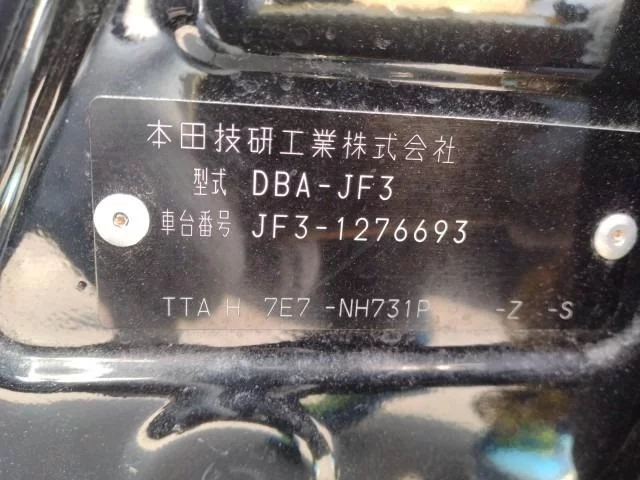 本田技研工業株式会社
型式 DBA-JF3
車台番号 JF3-1276693
TTA H 7E7 -NH731P -Z -S